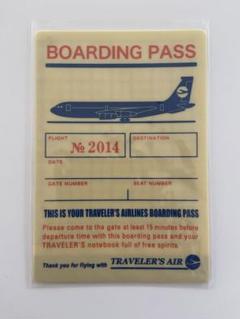 BOARDING PASS
FLIGHT
DESTINATION
№ 2014
DATE
GATE NUMBER
SEAT NUMBER
THIS IS YOUR TRAVELER'S AIRLINES BOARDING PASS
Please come to the gate at least 15 minutes before
departure time with this boarding pass and your
TRAVELER'S notebook full of free spirits.
Thank you for flying with TRAVELER'S AIR